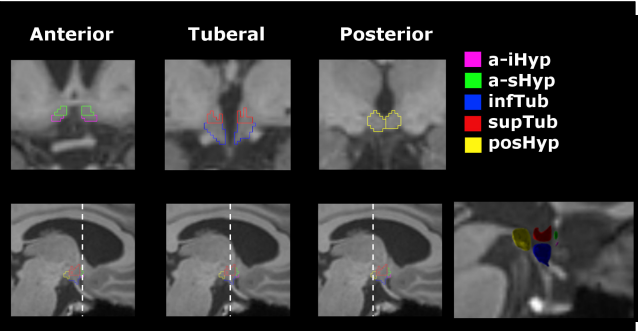 Anterior
Tuberal
Posterior
a-iHyp
a-sHyp
infTub
supTub
posHyp